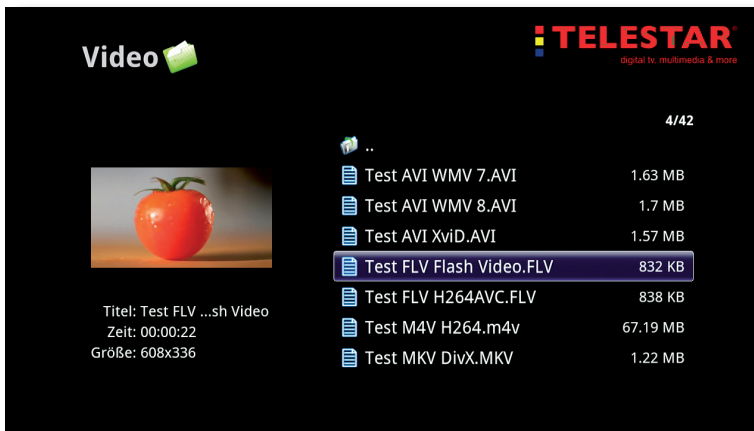 Video
TELESTAR®
digital tv, multimedia & more
4/42
..
Test AVI WMV 7.AVI 1.63 MB
Test AVI WMV 8.AVI 1.7 MB
Test AVI XviD.AVI 1.57 MB
Test FLV Flash Video.FLV 832 KB
Test FLV H264AVC.FLV 838 KB
Test M4V H264.m4v 67.19 MB
Test MKV DivX.MKV 1.22 MB
Titel: Test FLV ...sh Video
Zeit: 00:00:22
Größe: 608x336